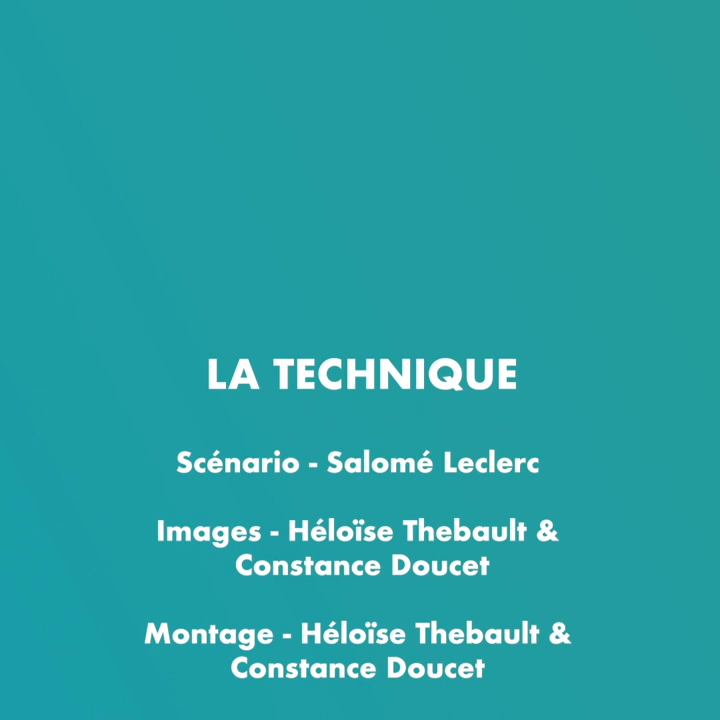 LA TECHNIQUE
Scénario - Salomé Leclerc
Images - Héloïse Thebault &
Constance Doucet
Montage - Héloïse Thebault &
Constance Doucet